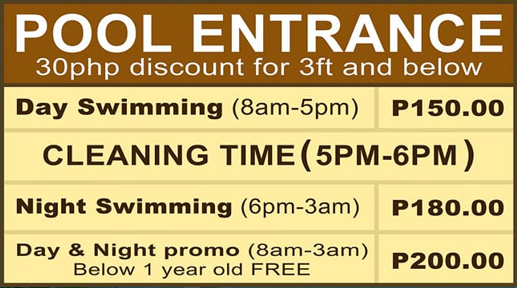 POOL ENTRANCE
30php discount for 3ft and below
Day Swimming (8am-5pm) P150.00
CLEANING TIME (5PM-6PM)
Night Swimming (6pm-3am) P180.00
Day & Night promo (8am-3am) P200.00
Below 1 year old FREE